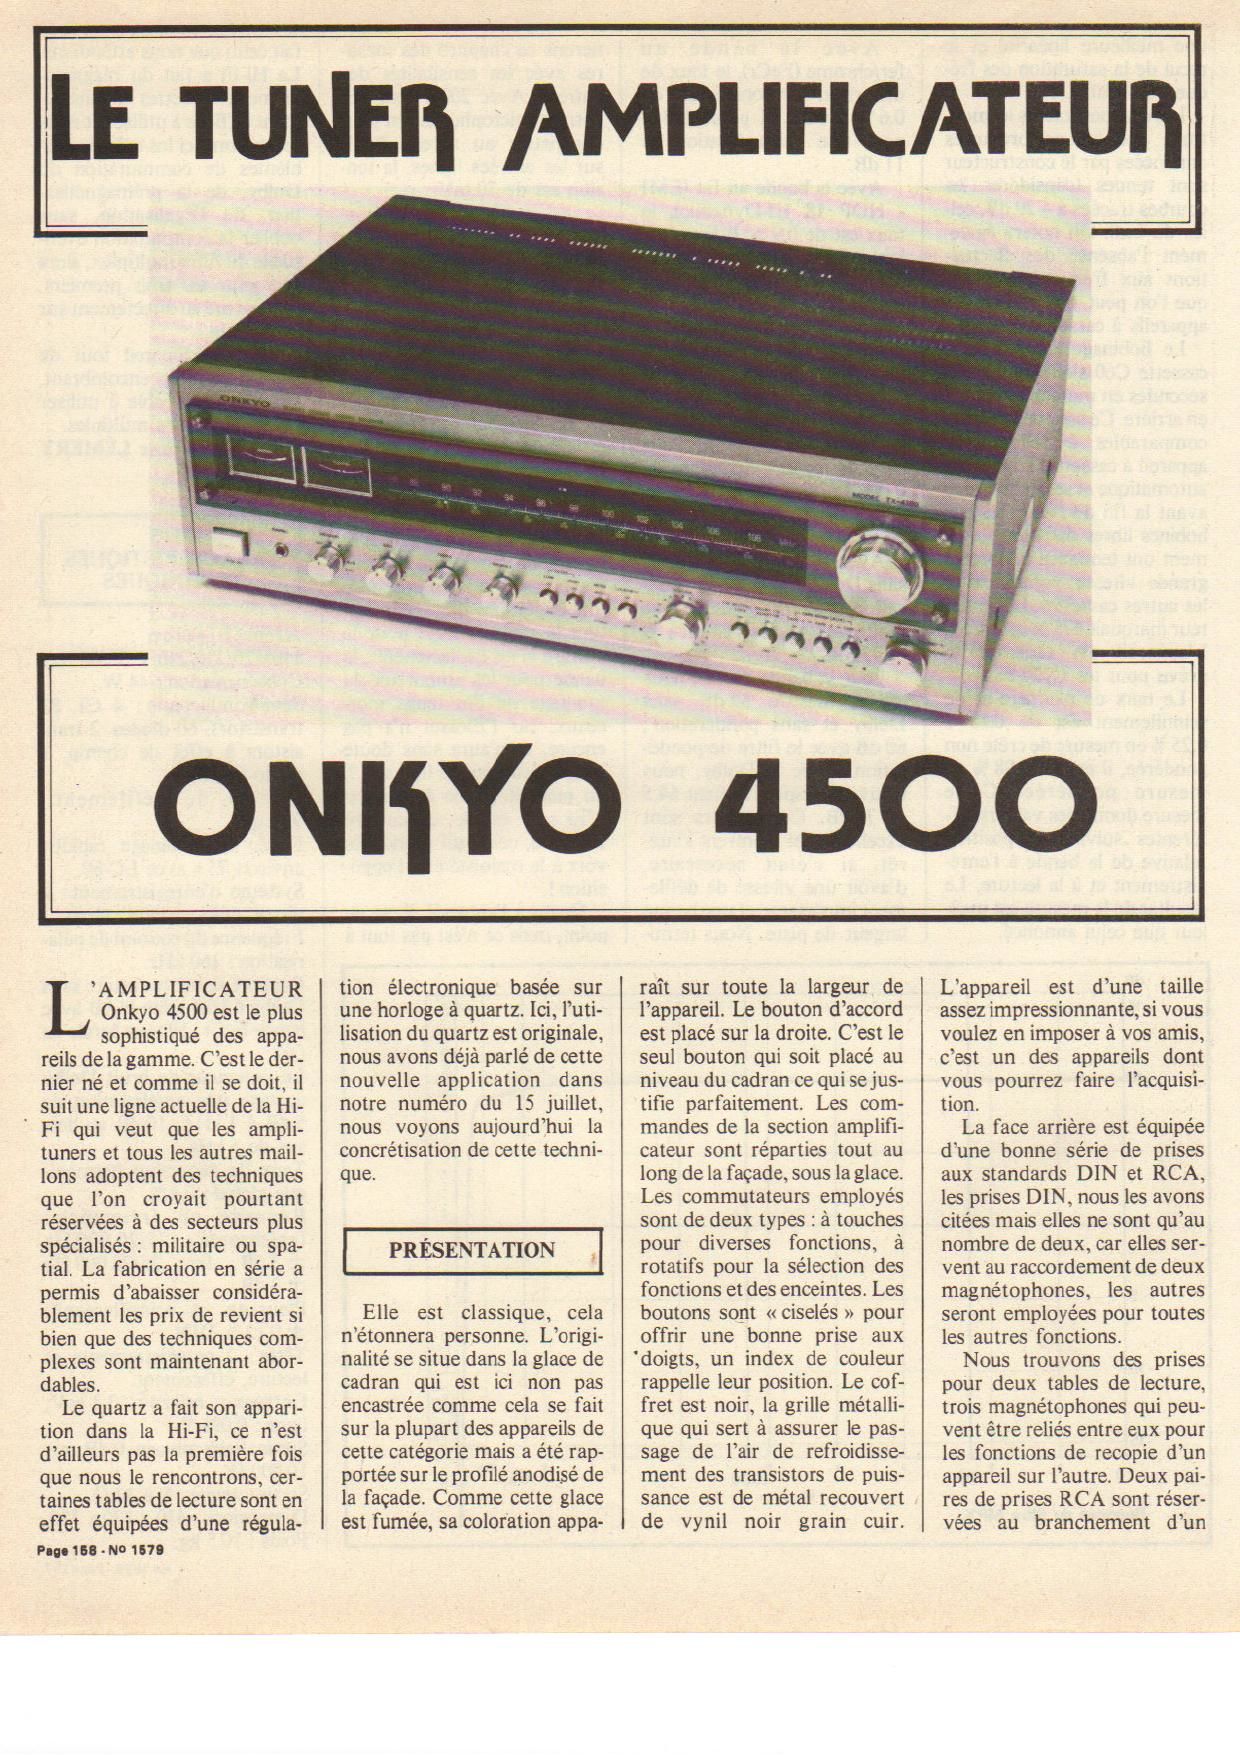 LE TUNER AMPLIFICATEUR
ONKYO
MODEL TX-4500
88 90 92 94 96 98 100 102 104 106 108
ONKYO 4500
L'AMPLIFICATEUR
Onkyo 4500 est le plus
sophistiqué des appa-
reils de la gamme. C'est le der-
nier né et comme il se doit, il
suit une ligne actuelle de la Hi-
Fi qui veut que les ampli-
tuners et tous les autres mail-
lons adoptent des techniques
que l'on croyait pourtant
réservées à des secteurs plus
spécialisés : militaire ou spa-
tial. La fabrication en série a
permis d'abaisser considéra-
blement les prix de revient si
bien que des techniques com-
plexes sont maintenant abor-
dables.
Le quartz a fait son appari-
tion dans la Hi-Fi, ce n'est
d'ailleurs pas la première fois
que nous le rencontrons, cer-
taines tables de lecture sont en
effet équipées d'une régula-
tion électronique basée sur
une horloge à quartz. Ici, l'uti-
lisation du quartz est originale,
nous avons déjà parlé de cette
nouvelle application dans
notre numéro du 15 juillet,
nous voyons aujourd'hui la
concrétisation de cette techni-
que.
PRÉSENTATION
Elle est classique, cela
n'étonnera personne. L'origi-
nalité se situe dans la glace de
cadran qui est ici non pas
encastrée comme cela se fait
sur la plupart des appareils de
cette catégorie mais a été rap-
portée sur le profilé anodisé de
la façade. Comme cette glace
est fumée, sa coloration appa-
raît sur toute la largeur de
l'appareil. Le bouton d'accord
est placé sur la droite. C'est le
seul bouton qui soit placé au
niveau du cadran ce qui se jus-
tifie parfaitement. Les com-
mandes de la section amplifi-
cateur sont réparties tout au
long de la façade, sous la glace.
Les commutateurs employés
sont de deux types : à touches
pour diverses fonctions, à
rotatifs pour la sélection des
fonctions et des enceintes. Les
boutons sont « ciselés » pour
offrir une bonne prise aux
doigts, un index de couleur
rappelle leur position. Le cof-
fret est noir, la grille métalli-
que qui sert à assurer le pas-
sage de l'air de refroidisse-
ment des transistors de puis-
sance est de métal recouvert
de vynil noir grain cuir.
L'appareil est d'une taille
assez impressionnante, si vous
voulez en imposer à vos amis,
c'est un des appareils dont
vous pourrez faire l'acquisi-
tion.
La face arrière est équipée
d'une bonne série de prises
aux standards DIN et RCA,
les prises DIN, nous les avons
citées mais elles ne sont qu'au
nombre de deux, car elles ser-
vent au raccordement de deux
magnétophones, les autres
seront employées pour toutes
les autres fonctions.
Nous trouvons des prises
pour deux tables de lecture,
trois magnétophones qui peu-
vent être reliés entre eux pour
les fonctions de recopie d'un
appareil sur l'autre. Deux pai-
res de prises RCA sont réser-
vées au branchement d'un
Page 158 - Nº 1579